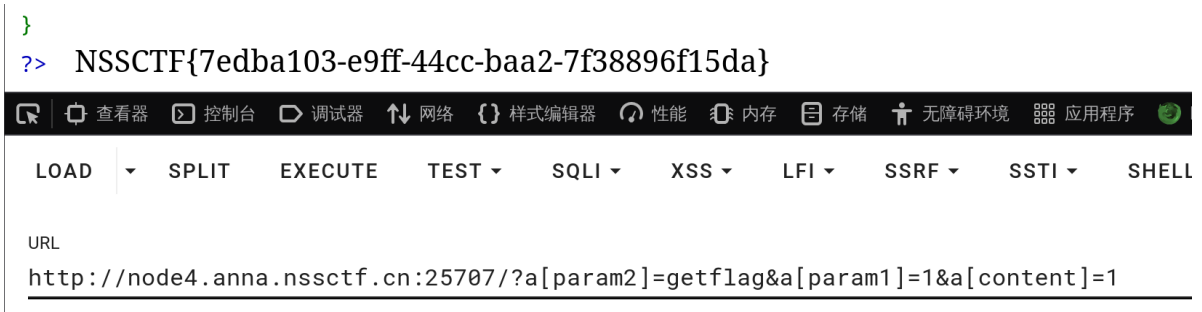 }
?> NSSCTF{7edba103-e9ff-44cc-baa2-7f38896f15da}
查看器 控制台 调试器 网络 {} 样式编辑器 性能 内存 存储 无障碍环境 应用程序
LOAD SPLIT EXECUTE TEST SQLI XSS LFI SSRF SSTI SHELL
URL
http://node4.anna.nssctf.cn:25707/?a[param2]=getflag&a[param1]=1&a[content]=1